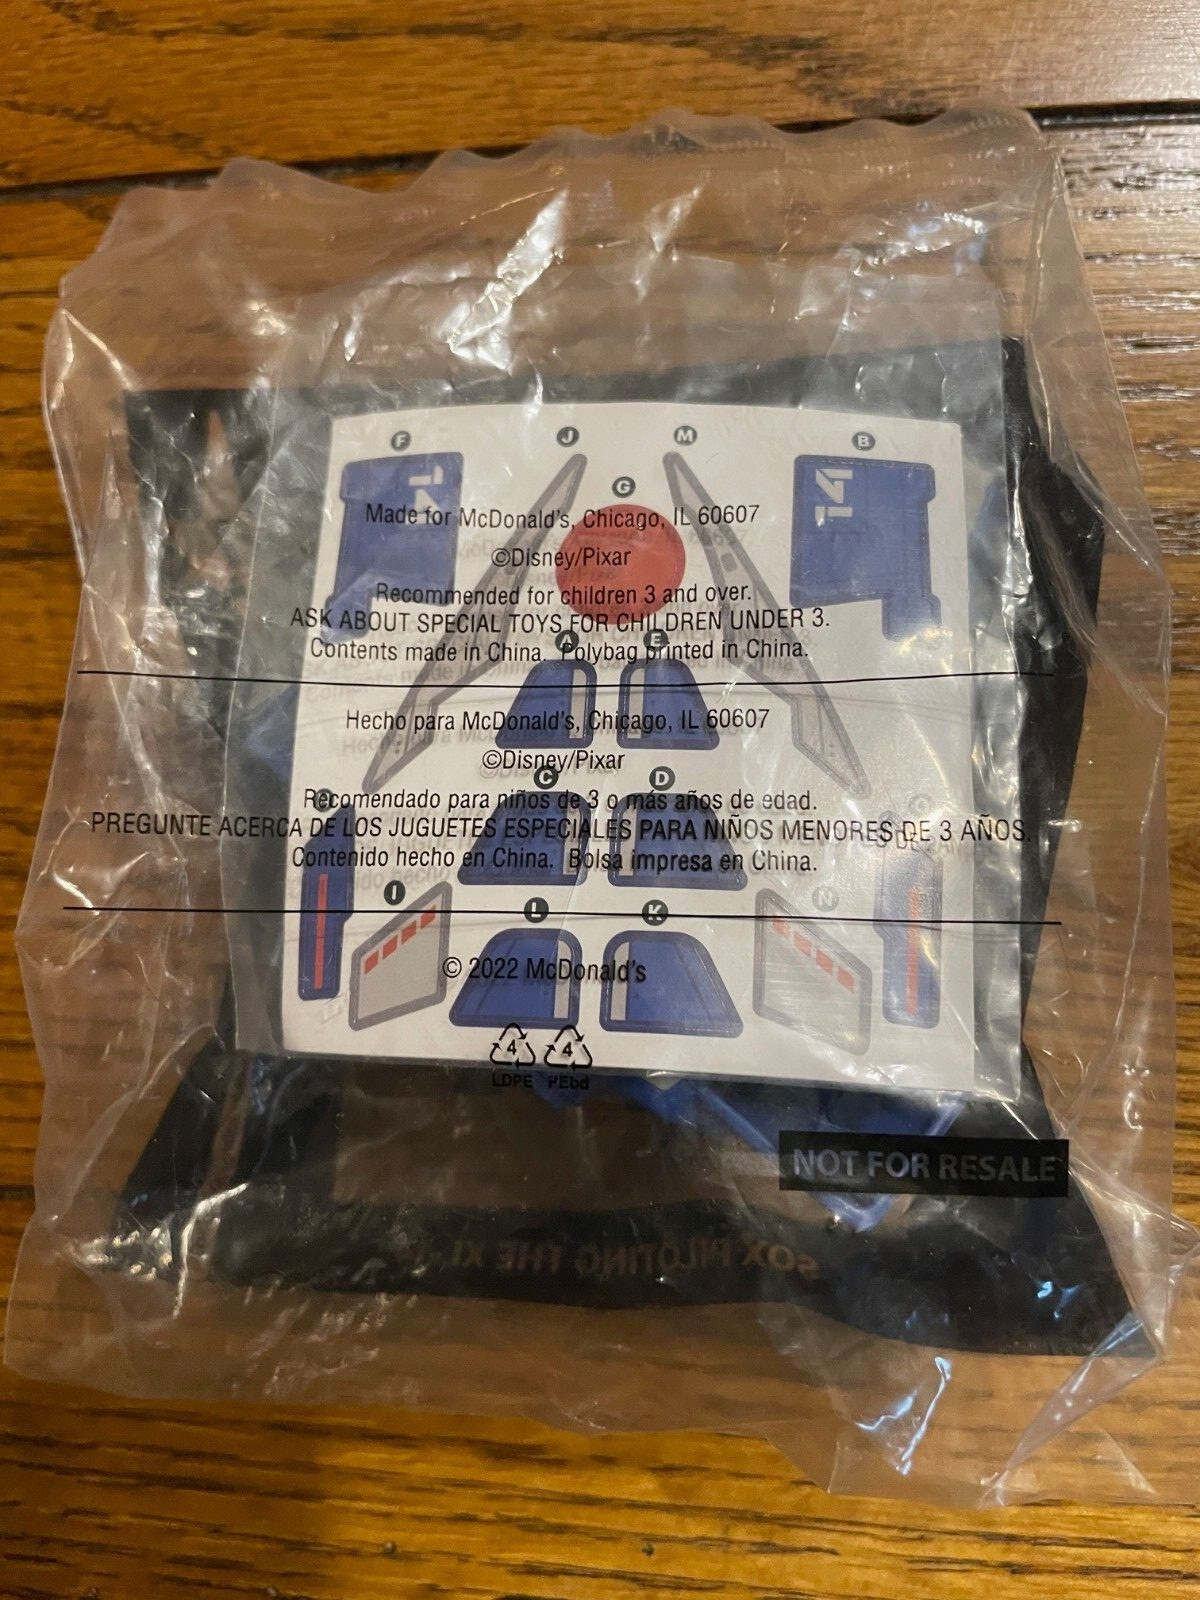 F
J
M
B
G
Made for McDonald's, Chicago, IL 60607
©Disney/Pixar
Recommended for children 3 and over.
ASK ABOUT SPECIAL TOYS FOR CHILDREN UNDER 3.
A
E
Contents made in China. Polybag printed in China.
Hecho para McDonald's, Chicago, IL 60607
©Disney/Pixar
C
D
Recomendado para niños de 3 o más años de edad.
PREGUNTE ACERCA DE LOS JUGUETES ESPECIALES PARA NIÑOS MENORES DE 3 AÑOS.
Contenido hecho en China. Bolsa impresa en China.
I
N
L
K
© 2022 McDonald's
4 4
LDPE PEbd
NOT FOR RESALE
SOX PILOTING THE